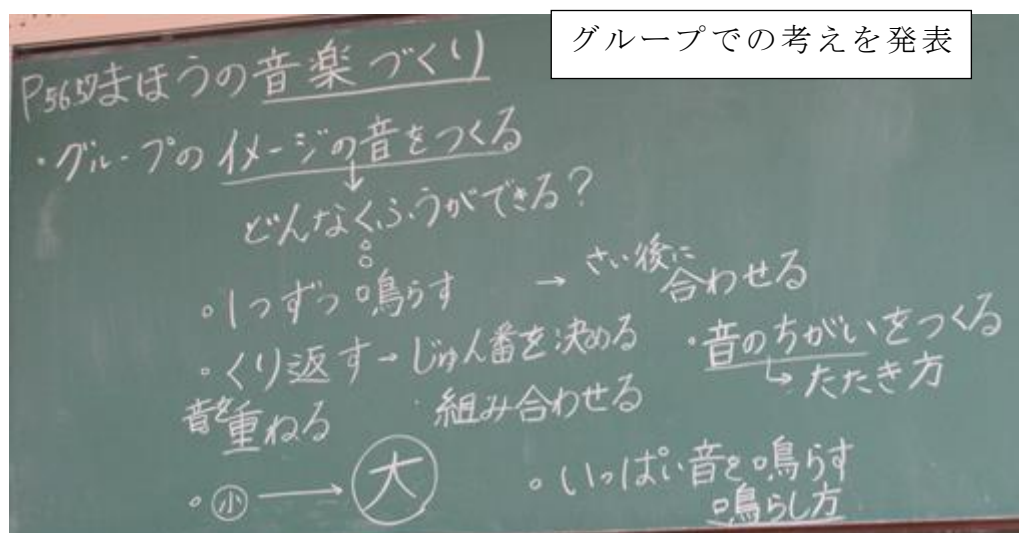 グループでの考えを発表
P56.57まほうの音楽づくり
・グループのイメージの音をつくる
↓
どんなくふうができる?
。1つずつ鳴らす → さい後に合わせる
。くり返す→じゅん番を決める
音を重ねる ・組み合わせる
・音のちがいをつくる
↳たたき方
。小→大
。いっぱい音を鳴らす
鳴らし方